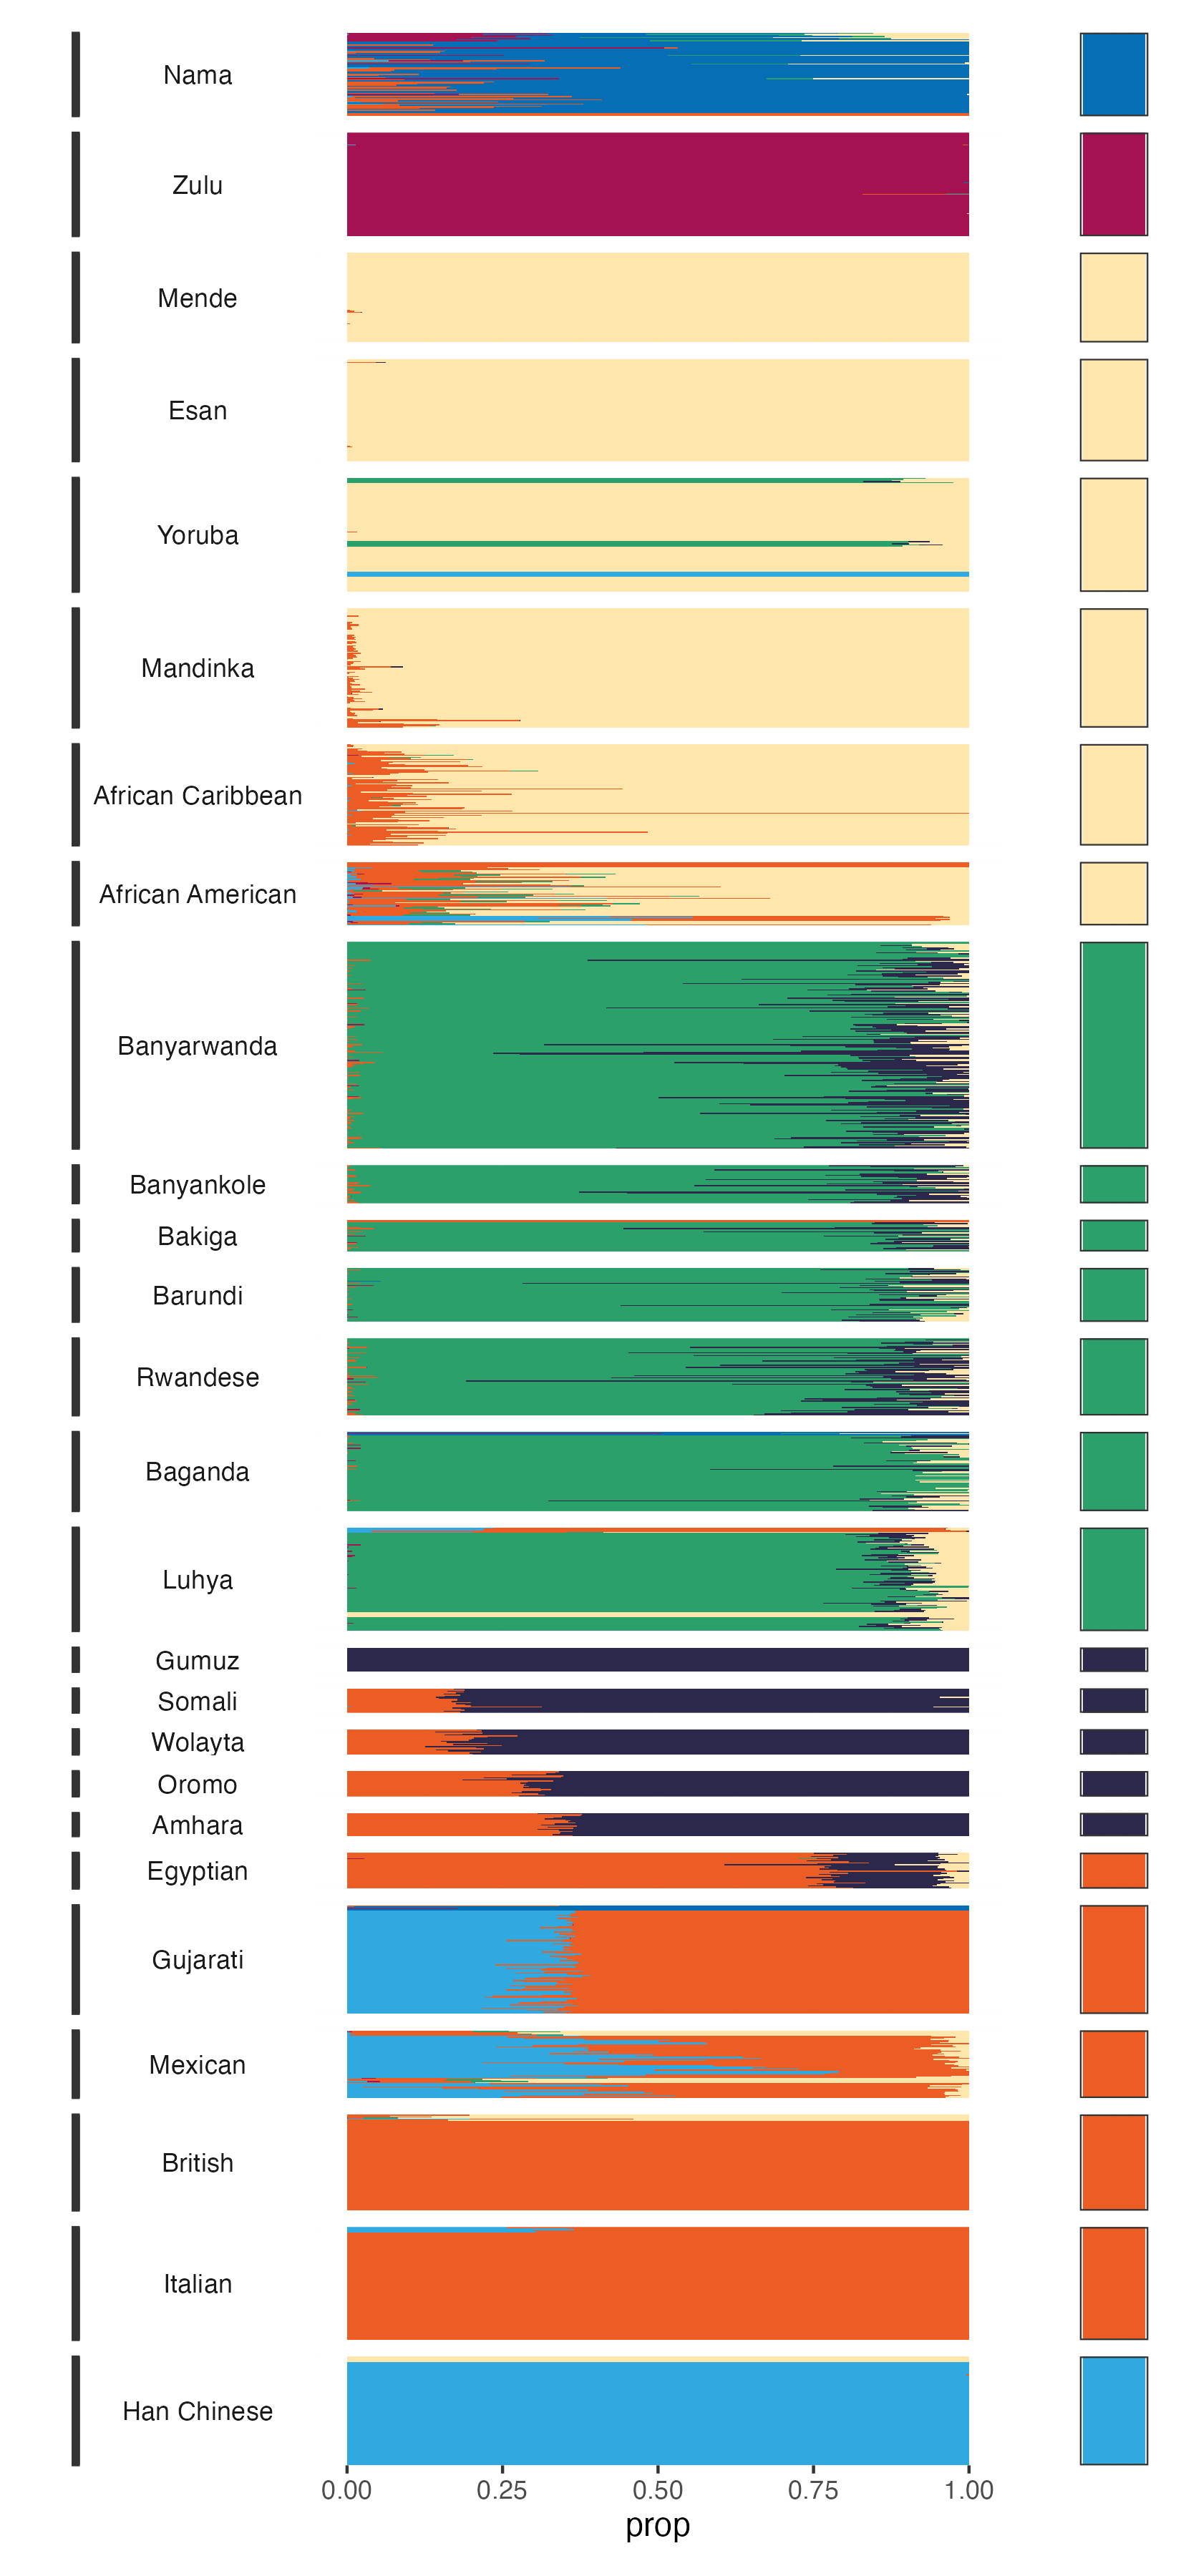 Nama
Zulu
Mende
Esan
Yoruba
Mandinka
African Caribbean
African American
Banyarwanda
Banyankole
Bakiga
Barundi
Rwandese
Baganda
Luhya
Gumuz
Somali
Wolayta
Oromo
Amhara
Egyptian
Gujarati
Mexican
British
Italian
Han Chinese
0.00 0.25 0.50 0.75 1.00
prop